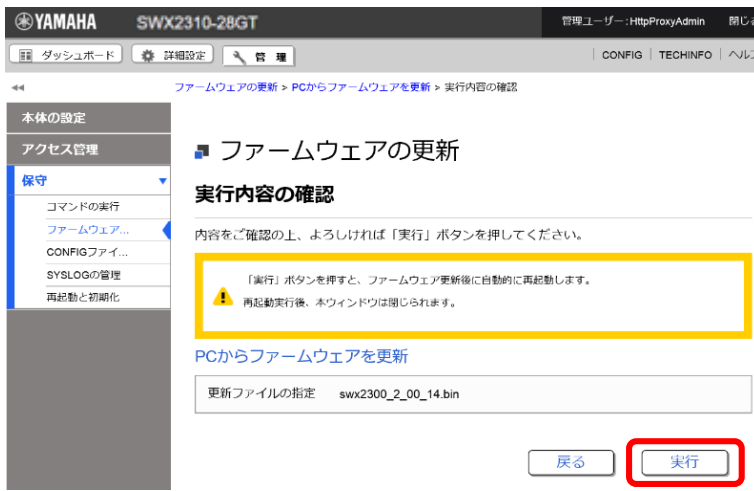 YAMAHA SWX2310-28GT 管理ユーザー:HttpProxyAdmin
ダッシュボード 詳細設定 管 理 CONFIG TECHINFO
ファームウェアの更新 > PCからファームウェアを更新 > 実行内容の確認
本体の設定
アクセス管理
保守
コマンドの実行
ファームウェア...
CONFIGファイ...
SYSLOGの管理
再起動と初期化
ファームウェアの更新
実行内容の確認
内容をご確認の上、よろしければ「実行」ボタンを押してください。
「実行」ボタンを押すと、ファームウェア更新後に自動的に再起動します。
再起動実行後、本ウィンドウは閉じられます。
PCからファームウェアを更新
更新ファイルの指定 swx2300_2_00_14.bin
戻る 実行